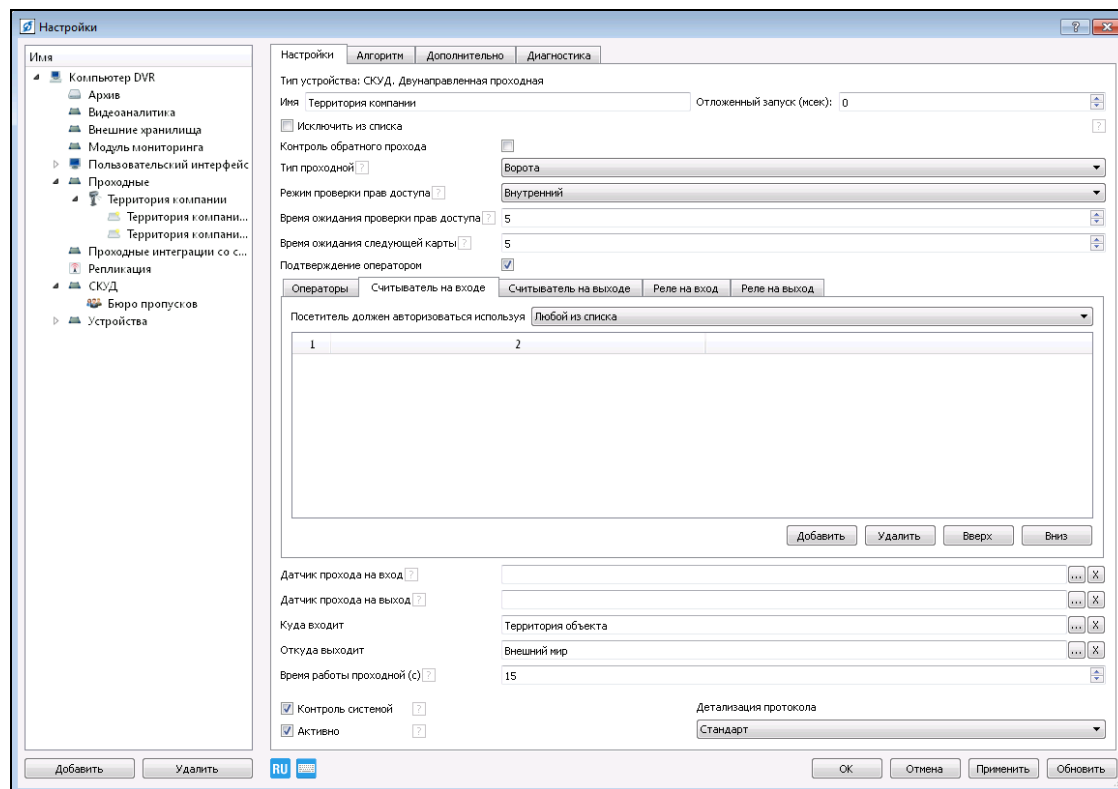 Настройки
Имя
Компьютер DVR
Архив
Видеоаналитика
Внешние хранилища
Модуль мониторинга
Пользовательский интерфейс
Проходные
Территория компании
Территория компани...
Территория компани...
Проходные интеграции со с...
Репликация
СКУД
Бюро пропусков
Устройства
Добавить Удалить
Настройки Алгоритм Дополнительно Диагностика
Тип устройства: СКУД. Двунаправленная проходная
Имя Территория компании Отложенный запуск (мсек): 0
Исключить из списка ?
Контроль обратного прохода
Тип проходной ? Ворота
Режим проверки прав доступа ? Внутренний
Время ожидания проверки прав доступа ? 5
Время ожидания следующей карты ? 5
Подтверждение оператором
Операторы Считыватель на входе Считыватель на выходе Реле на вход Реле на выход
Посетитель должен авторизоваться используя Любой из списка
1 2
Добавить Удалить Вверх Вниз
Датчик прохода на вход ? ... X
Датчик прохода на выход ? ... X
Куда входит Территория объекта ... X
Откуда выходит Внешний мир ... X
Время работы проходной (с) ? 15
Контроль системой ? Детализация протокола
Активно ? Стандарт
RU OK Отмена Применить Обновить